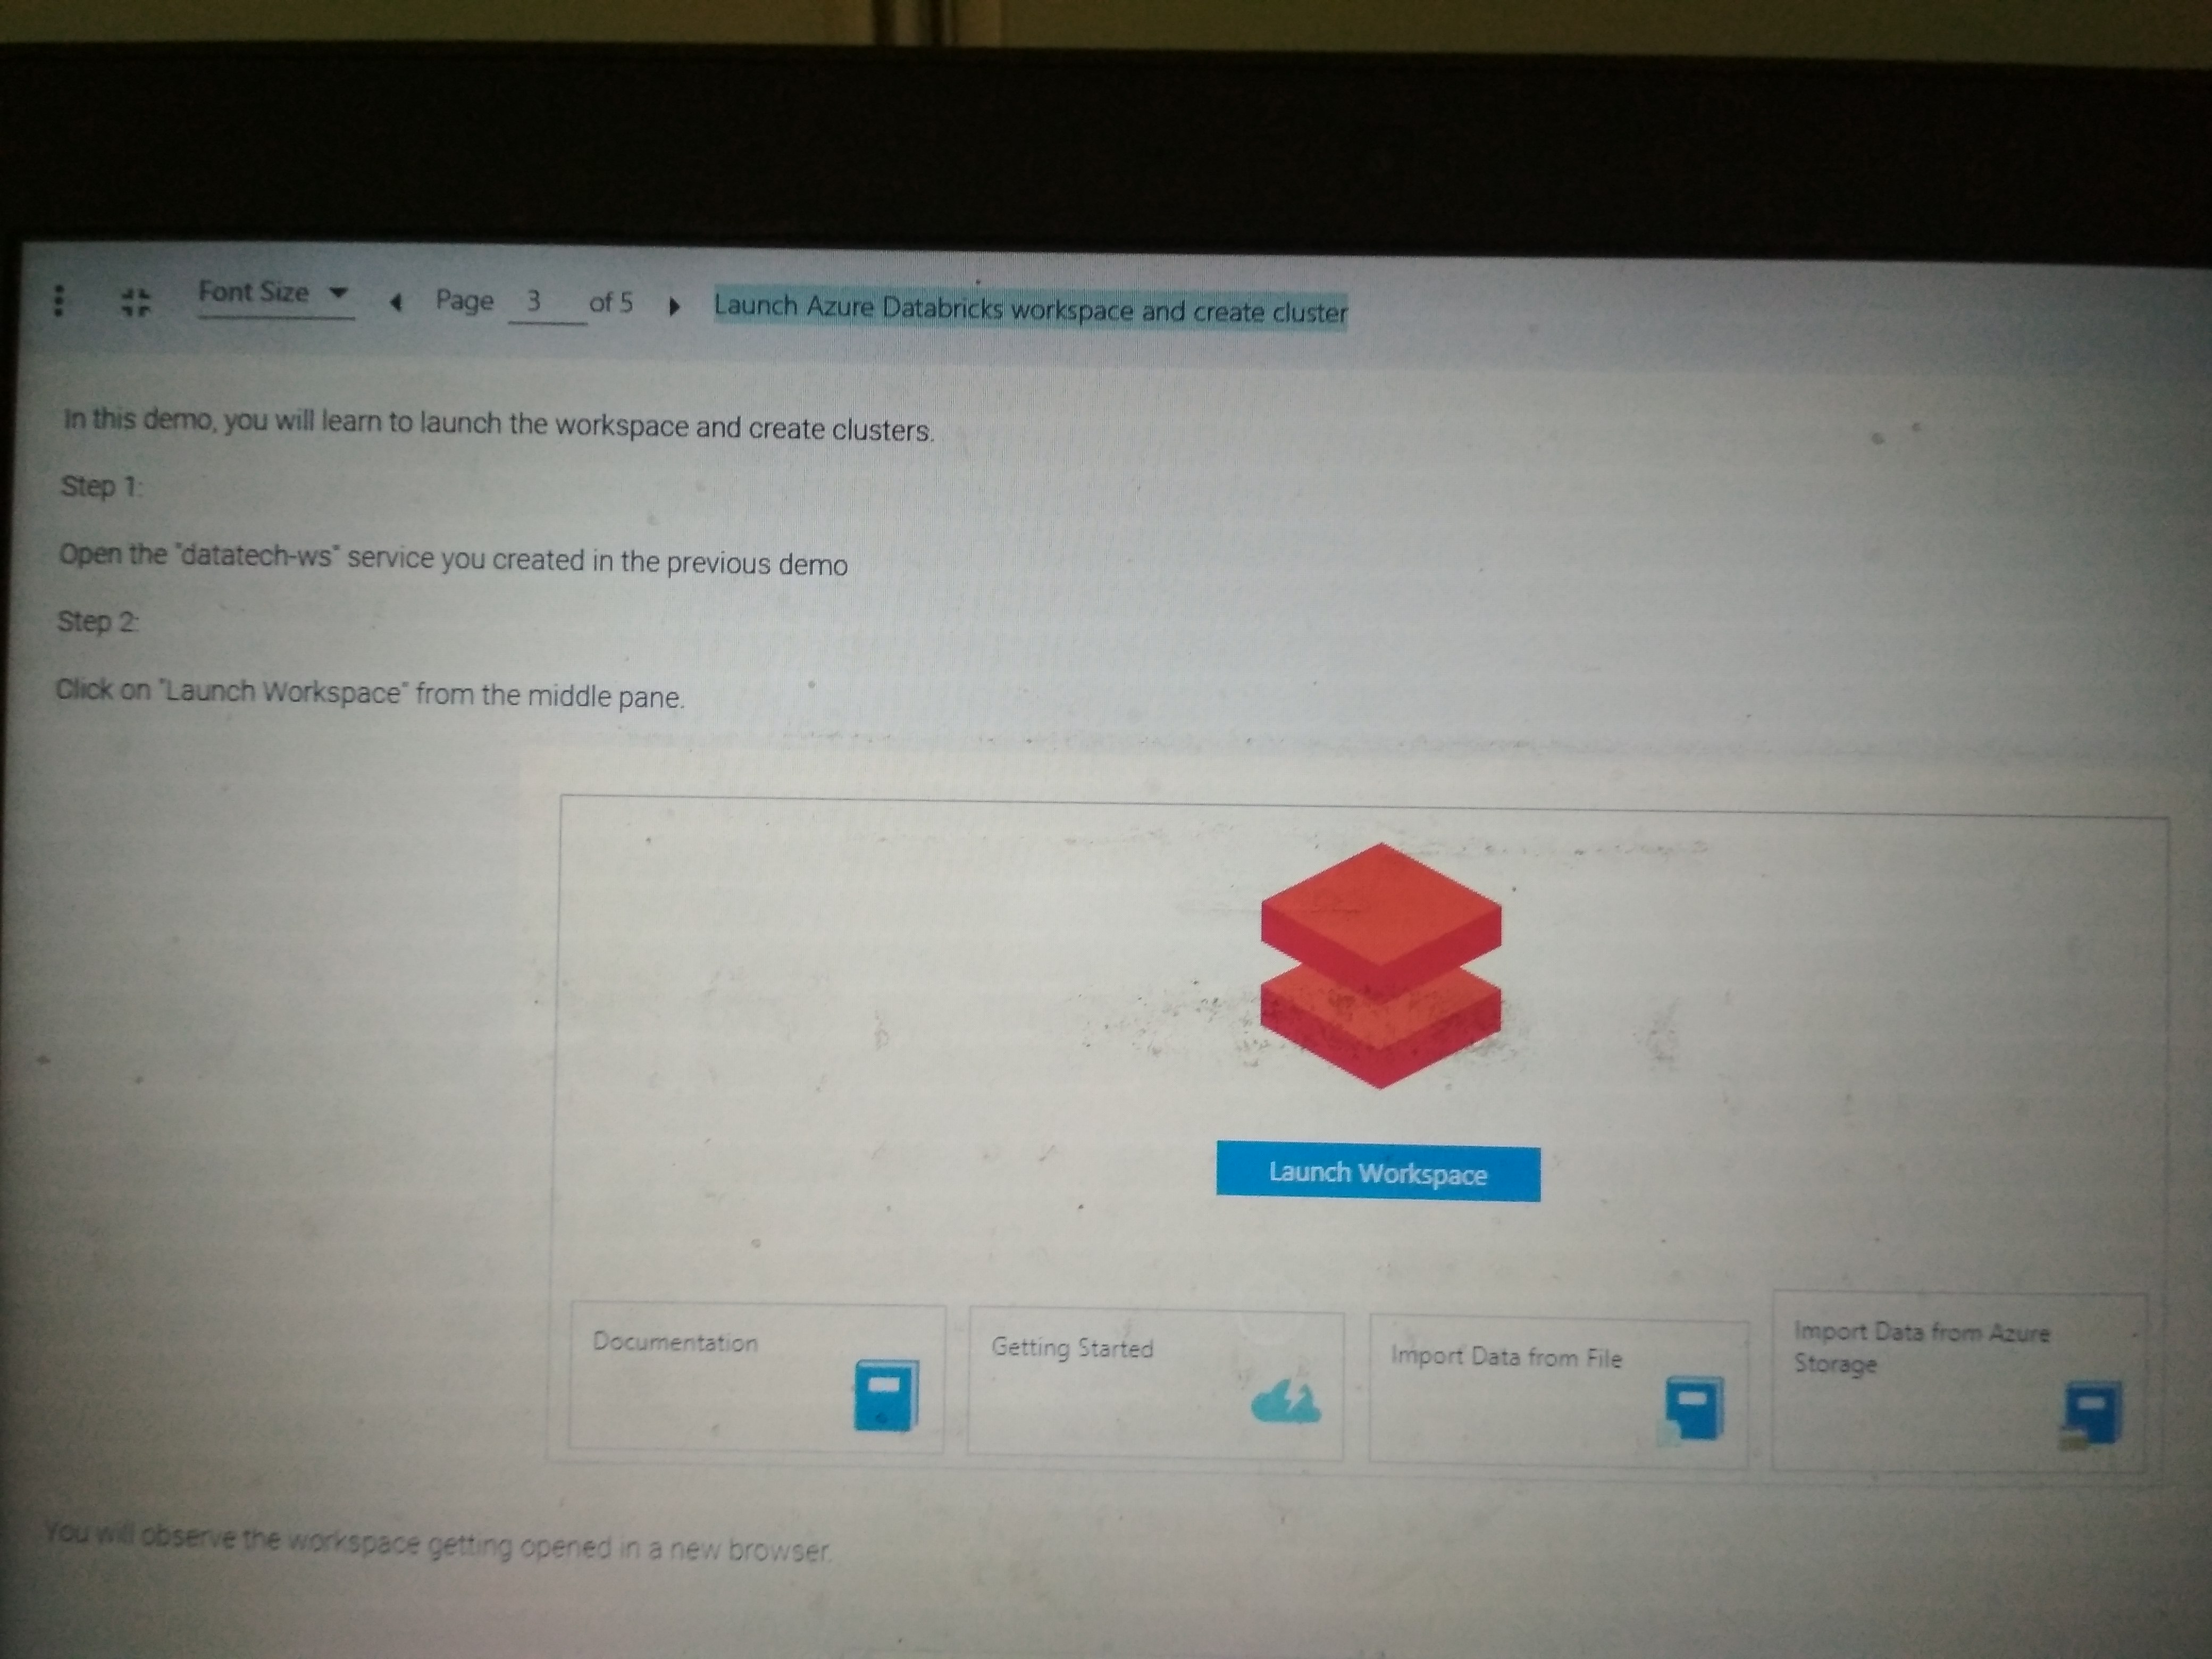 Font Size Page 3 of 5 Launch Azure Databricks workspace and create cluster
In this demo, you will learn to launch the workspace and create clusters.
Step 1:
Open the "datatech-ws" service you created in the previous demo
Step 2:
Click on "Launch Workspace" from the middle pane.
Launch Workspace
Documentation
Getting Started
Import Data from File
Import Data from Azure
Storage
You will observe the workspace getting opened in a new browser.